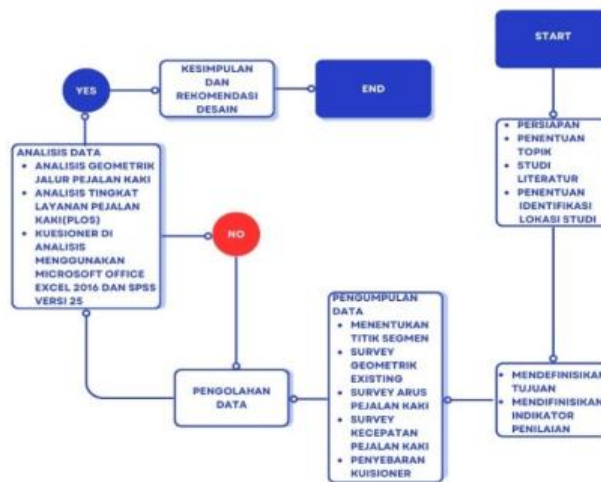 START
PERSIAPAN
PENENTUAN
TOPIK
STUDI
LITERATUR
PENENTUAN
IDENTIFIKASI
LOKASI STUDI
MENDEFINISIKAN
TUJUAN
MENDIFINISIKAN
INDIKATOR
PENILAIAN
PENGUMPULAN
DATA
MENENTUKAN
TITIK SEGMEN
SURVEY
GEOMETRIK
EXISTING
SURVEY ARUS
PEJALAN KAKI
SURVEY
KECEPATAN
PEJALAN KAKI
PENYEBARAN
KUISIONER
PENGOLAHAN
DATA
ANALISIS DATA
ANALISIS GEOMETRIK
JALUR PEJALAN KAKI
ANALISIS TINGKAT
LAYANAN PEJALAN
KAKI(PLOS)
KUESIONER DI
ANALISIS
MENGGUNAKAN
MICROSOFT OFFICE
EXCEL 2016 DAN SPSS
VERSI 25
NO
YES
KESIMPULAN
DAN
REKOMENDASI
DESAIN
END